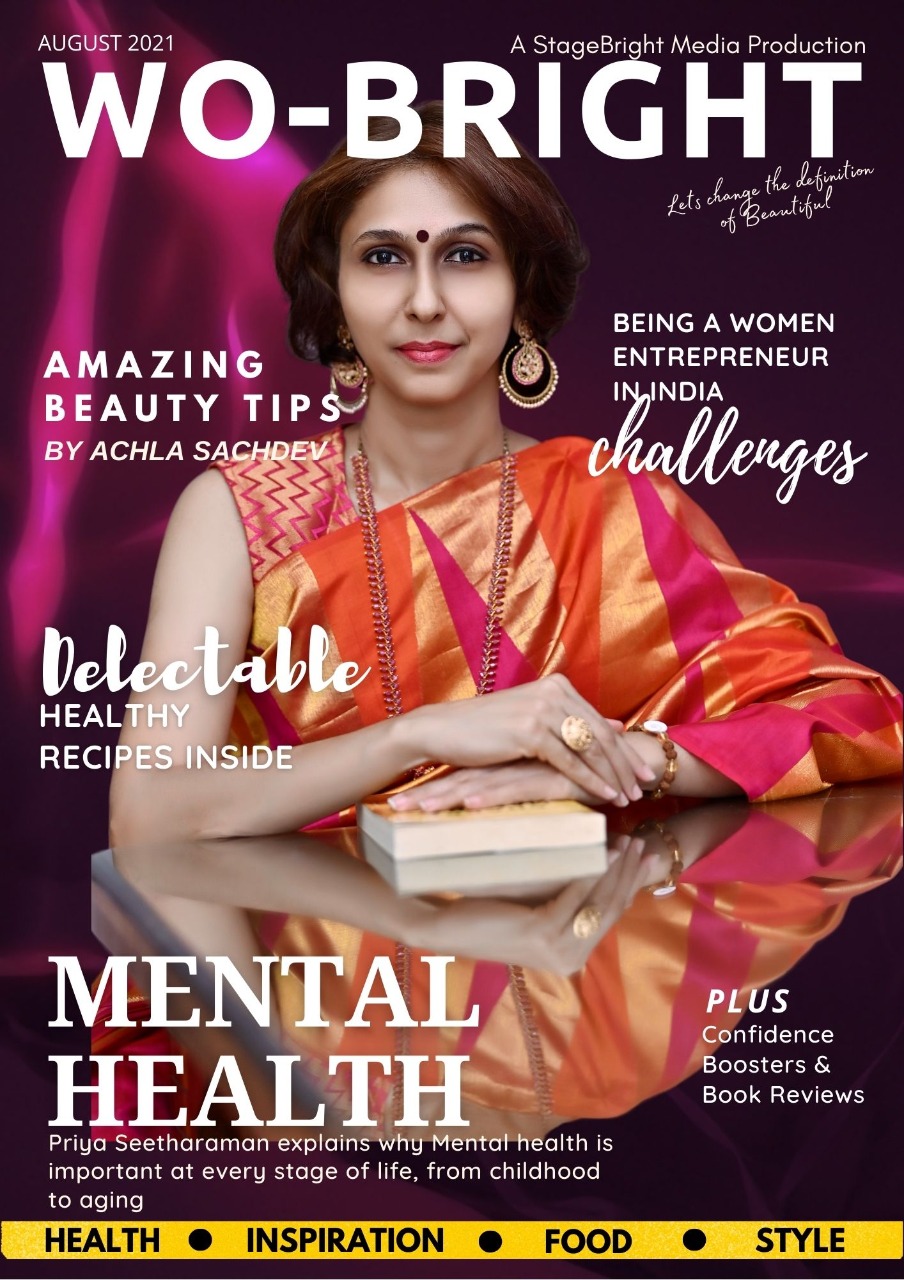 AUGUST 2021
A StageBright Media Production
WO-BRIGHT
Lets change the definition
of Beautiful
BEING A WOMEN
ENTREPRENEUR
IN INDIA
challenges
AMAZING
BEAUTY TIPS
BY ACHLA SACHDEV
Delectable
HEALTHY
RECIPES INSIDE
MENTAL
HEALTH
Priya Seetharaman explains why Mental health is
important at every stage of life, from childhood
to aging
PLUS
Confidence
Boosters &
Book Reviews
HEALTH ● INSPIRATION ● FOOD ● STYLE